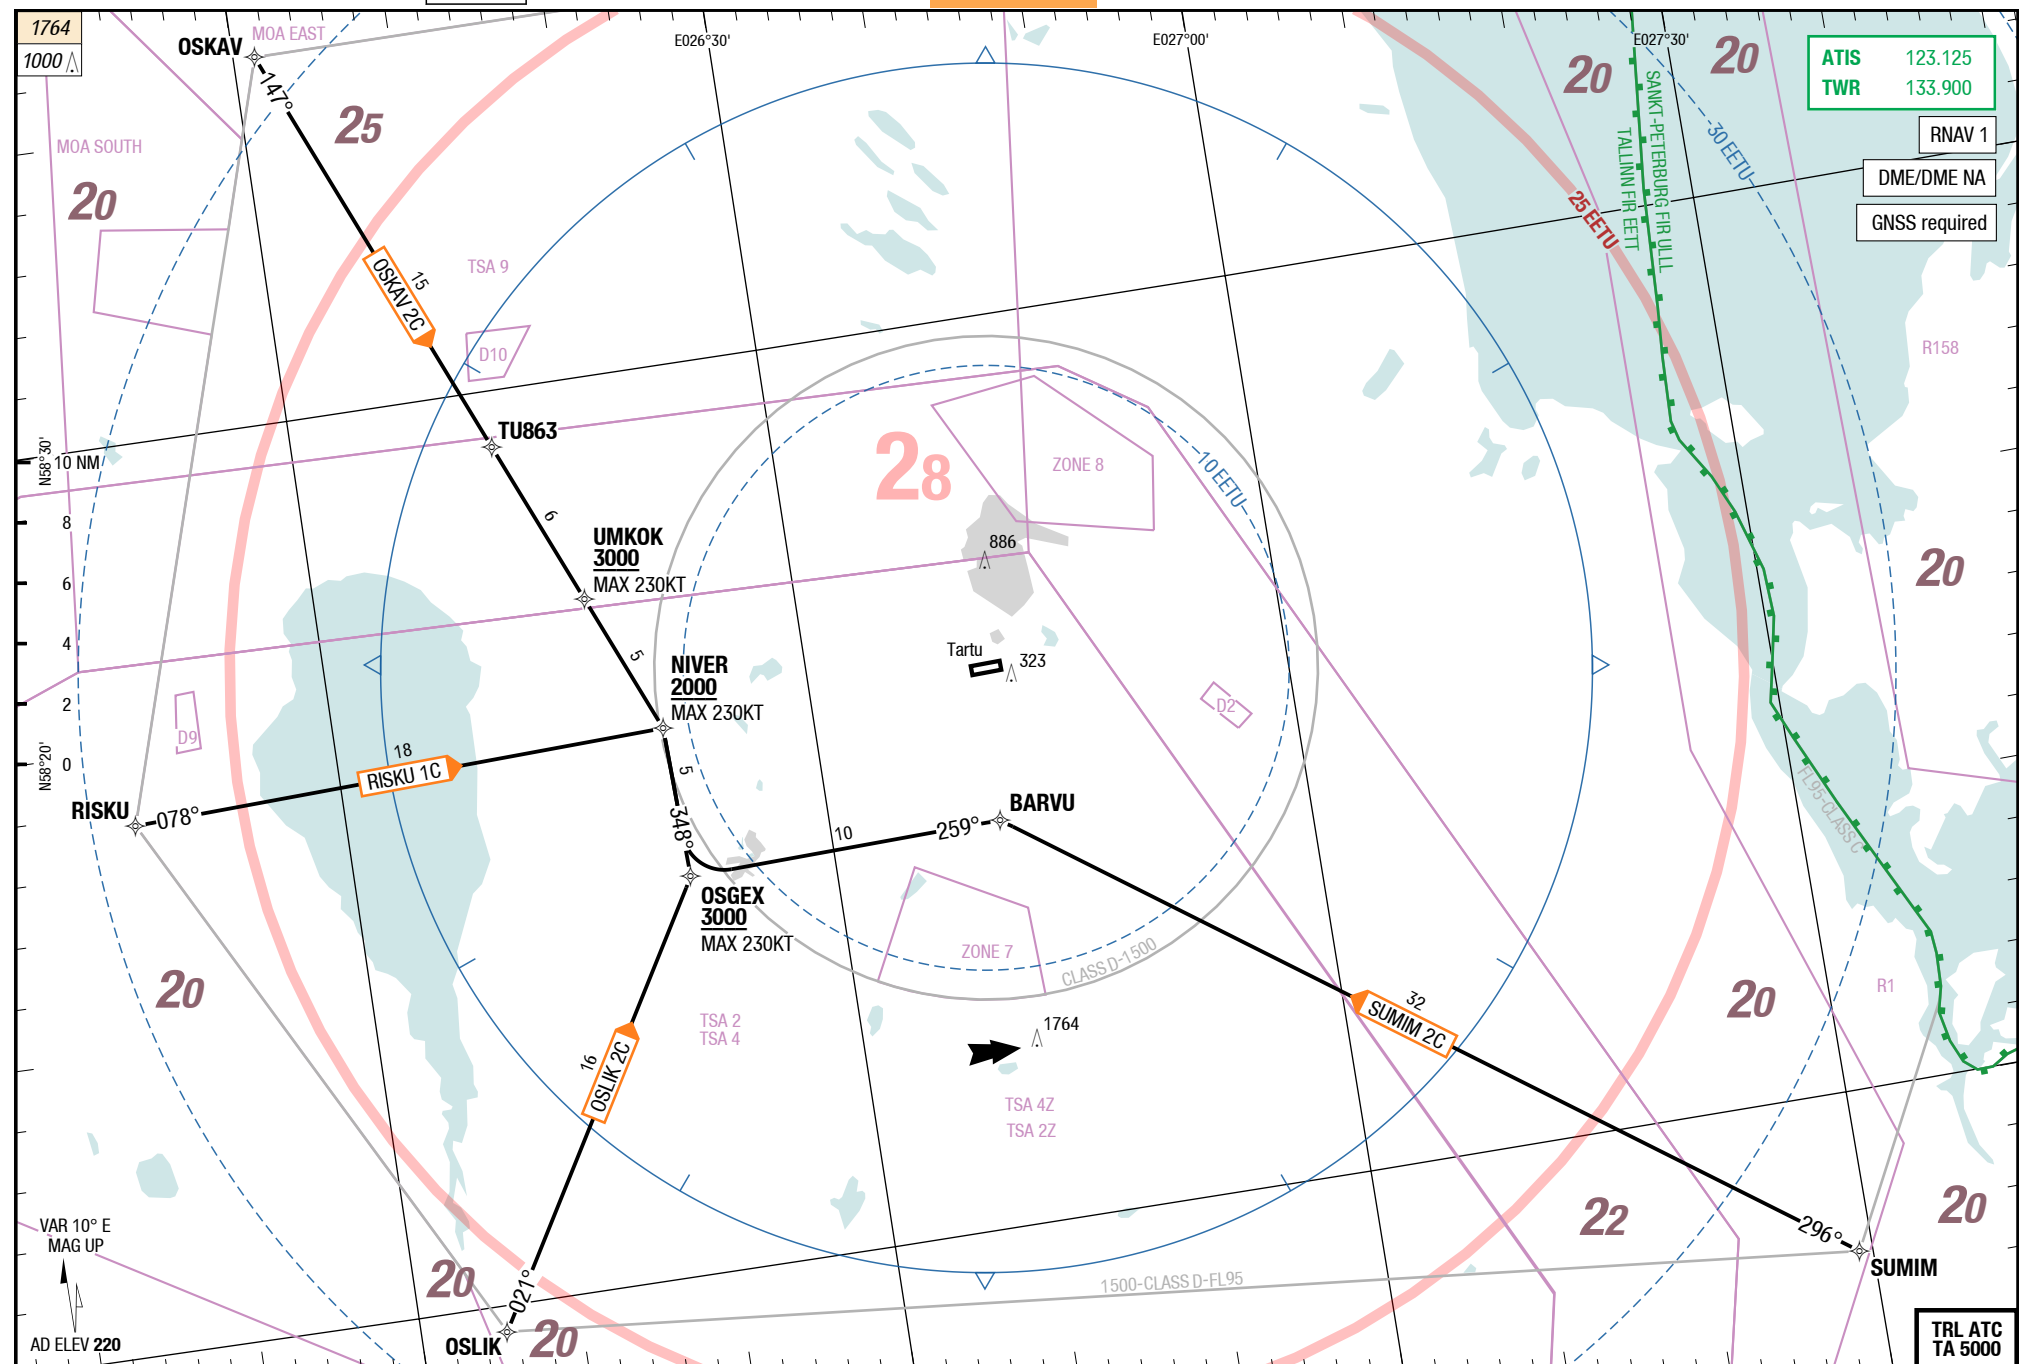 1764
1000
OSKAV
MOA EAST
E026°30'
E027°00'
E027°30'
ATIS 123.125
TWR 133.900
RNAV 1
DME/DME NA
GNSS required
147°
25
20
20
MOA SOUTH
20
SANKT-PETERBURG FIR ULLL
TALLINN FIR EETT
30 EETU
25 EETU
15
OSKAV 2C
TSA 9
D10
R158
TU863
N58°30'
10 NM
8
6
4
2
0
N58°20'
28
ZONE 8
10 EETU
6
UMKOK
3000
MAX 230KT
886
20
5
NIVER
2000
MAX 230KT
Tartu
323
D2
D9
18
RISKU 1C
RISKU
078°
5
348°
BARVU
259°
10
FL95-CLASS C
OSGEX
3000
MAX 230KT
ZONE 7
CLASS D-1500
20
R1
20
32
SUMIM 2C
TSA 2
TSA 4
1764
16
OSLIK 2C
TSA 4Z
TSA 2Z
22
20
296°
SUMIM
VAR 10° E
MAG UP
20
021°
1500-CLASS D-FL95
AD ELEV 220
OSLIK
20
TRL ATC
TA 5000